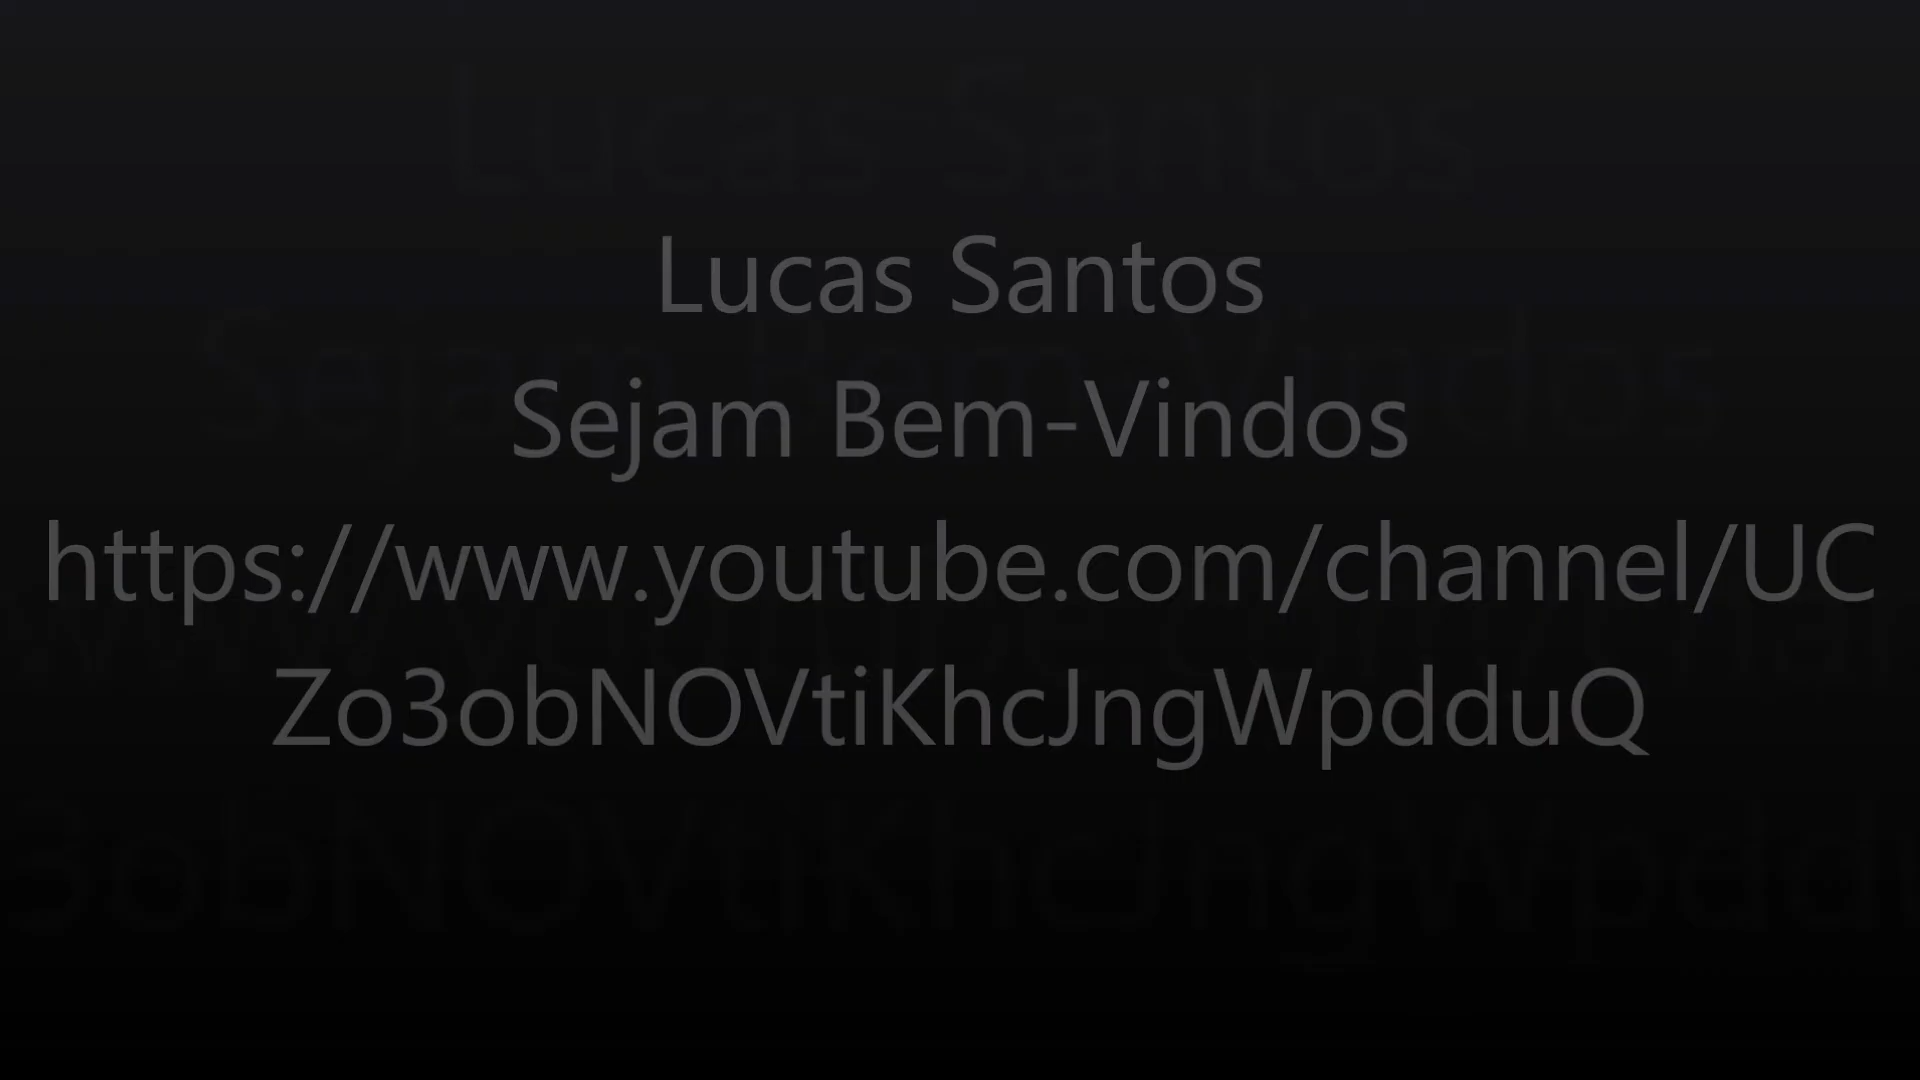 Lucas Santos
Sejam Bem-Vindos
https://www.youtube.com/channel/UC
Zo3obNOVtiKhcJngWpdduQ